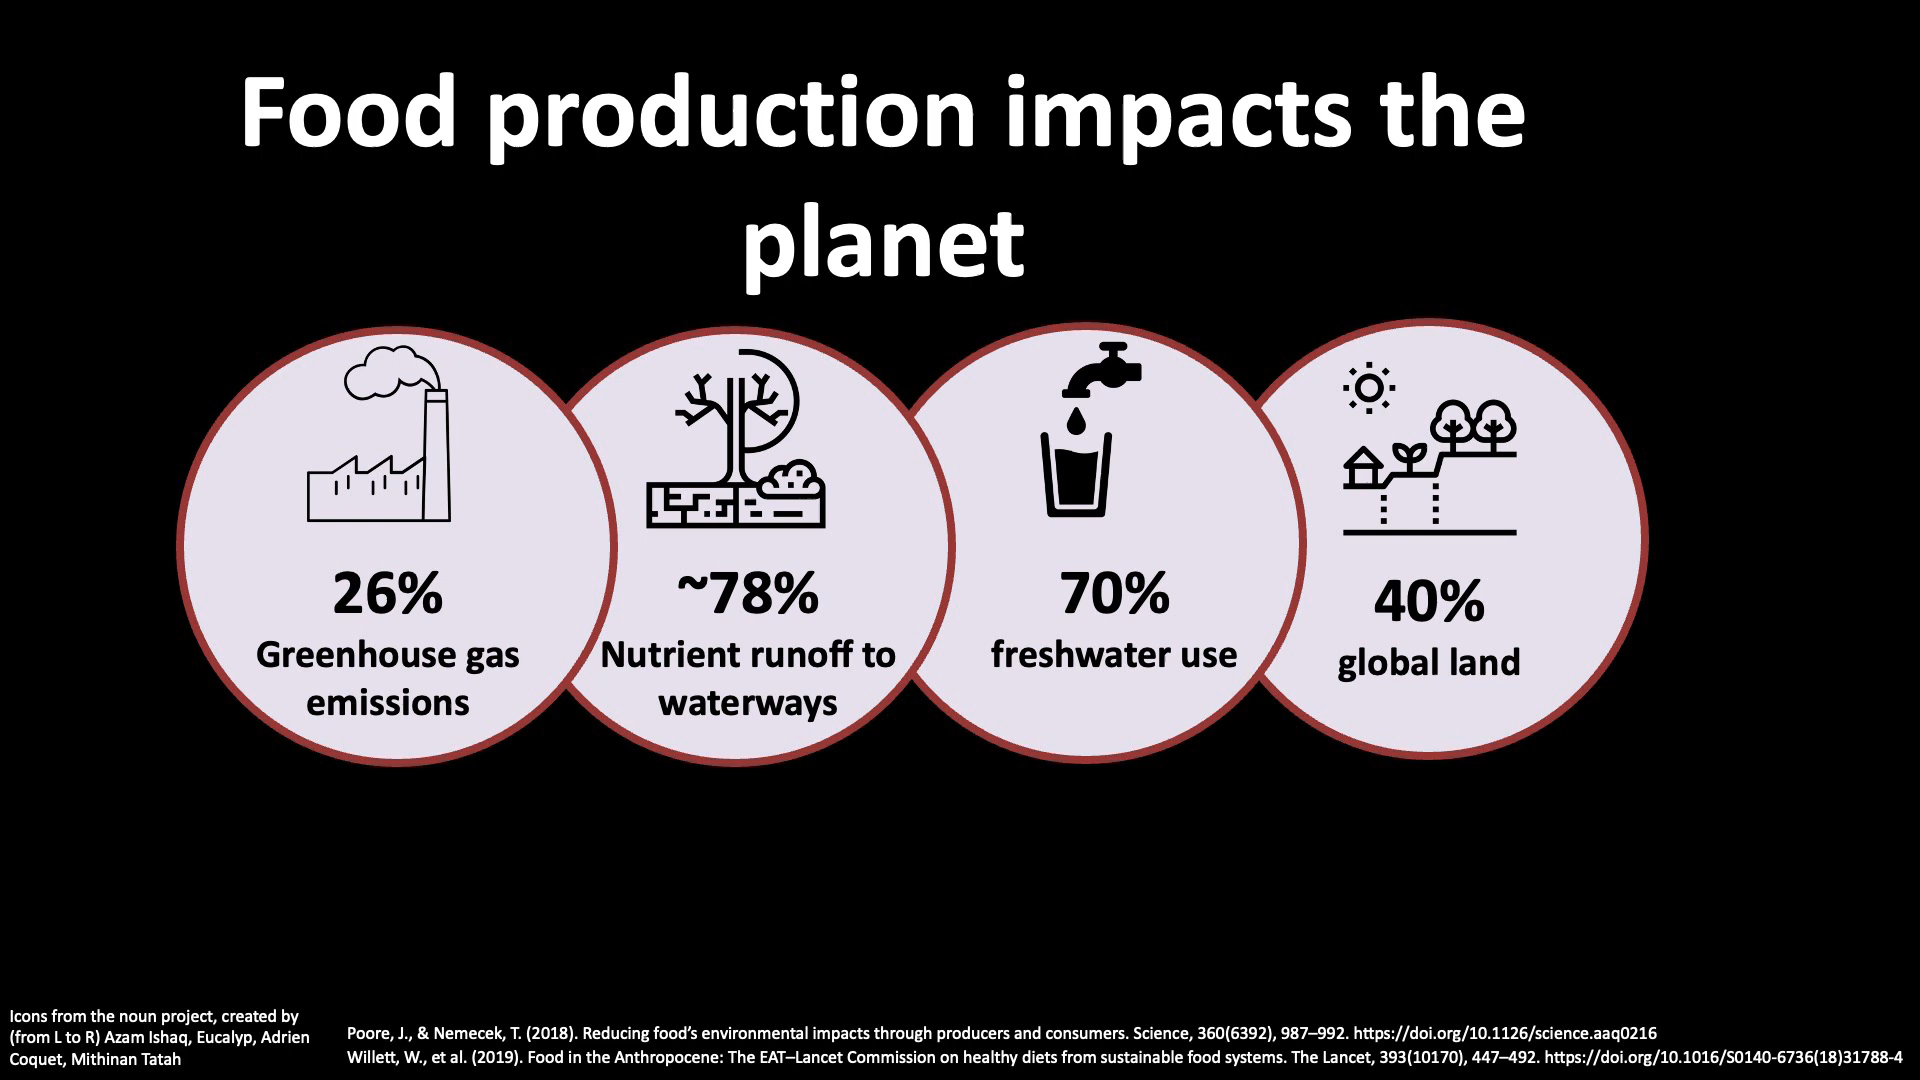 Food production impacts the
planet
26%
Greenhouse gas
emissions
~78%
Nutrient runoff to
waterways
70%
freshwater use
40%
global land
Icons from the noun project, created by
(from L to R) Azam Ishaq, Eucalyp, Adrien
Coquet, Mithinan Tatah
Poore, J., & Nemecek, T. (2018). Reducing food’s environmental impacts through producers and consumers. Science, 360(6392), 987–992. https://doi.org/10.1126/science.aaq0216
Willett, W., et al. (2019). Food in the Anthropocene: The EAT–Lancet Commission on healthy diets from sustainable food systems. The Lancet, 393(10170), 447–492. https://doi.org/10.1016/S0140-6736(18)31788-4